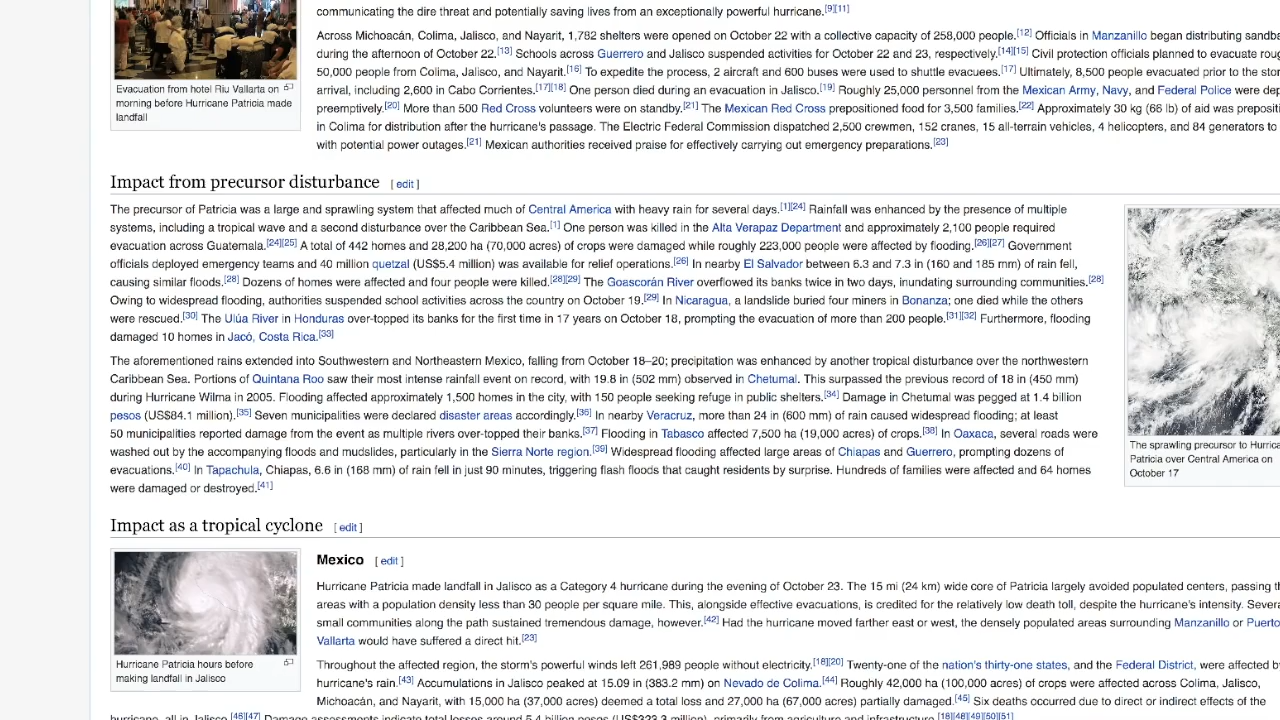 communicating the dire threat and potentially saving lives from an exceptionally powerful hurricane.[9][11]
Across Michoacán, Colima, Jalisco, and Nayarit, 1,782 shelters were opened on October 22 with a collective capacity of 258,000 people.[12] Officials in Manzanillo began distributing sandba
during the afternoon of October 22.[13] Schools across Guerrero and Jalisco suspended activities for October 22 and 23, respectively.[14][15] Civil protection officials planned to evacuate roug
50,000 people from Colima, Jalisco, and Nayarit.[16] To expedite the process, 2 aircraft and 600 buses were used to shuttle evacuees.[17] Ultimately, 8,500 people evacuated prior to the stor
arrival, including 2,600 in Cabo Corrientes.[17][18] One person died during an evacuation in Jalisco.[19] Roughly 25,000 personnel from the Mexican Army, Navy, and Federal Police were dep
preemptively.[20] More than 500 Red Cross volunteers were on standby.[21] The Mexican Red Cross prepositioned food for 3,500 families.[22] Approximately 30 kg (66 lb) of aid was prepositi
in Colima for distribution after the hurricane's passage. The Electric Federal Commission dispatched 2,500 crewmen, 152 cranes, 15 all-terrain vehicles, 4 helicopters, and 84 generators to
with potential power outages.[21] Mexican authorities received praise for effectively carrying out emergency preparations.[23]
Evacuation from hotel Riu Vallarta on
morning before Hurricane Patricia made
landfall
Impact from precursor disturbance [ edit ]
The precursor of Patricia was a large and sprawling system that affected much of Central America with heavy rain for several days.[1][24] Rainfall was enhanced by the presence of multiple
systems, including a tropical wave and a second disturbance over the Caribbean Sea.[1] One person was killed in the Alta Verapaz Department and approximately 2,100 people required
evacuation across Guatemala.[24][25] A total of 442 homes and 28,200 ha (70,000 acres) of crops were damaged while roughly 223,000 people were affected by flooding.[26][27] Government
officials deployed emergency teams and 40 million quetzal (US$5.4 million) was available for relief operations.[26] In nearby El Salvador between 6.3 and 7.3 in (160 and 185 mm) of rain fell,
causing similar floods.[28] Dozens of homes were affected and four people were killed.[28][29] The Goascorán River overflowed its banks twice in two days, inundating surrounding communities.[28]
Owing to widespread flooding, authorities suspended school activities across the country on October 19.[29] In Nicaragua, a landslide buried four miners in Bonanza; one died while the others
were rescued.[30] The Ulúa River in Honduras over-topped its banks for the first time in 17 years on October 18, prompting the evacuation of more than 200 people.[31][32] Furthermore, flooding
damaged 10 homes in Jacó, Costa Rica.[33]
The aforementioned rains extended into Southwestern and Northeastern Mexico, falling from October 18–20; precipitation was enhanced by another tropical disturbance over the northwestern
Caribbean Sea. Portions of Quintana Roo saw their most intense rainfall event on record, with 19.8 in (502 mm) observed in Chetumal. This surpassed the previous record of 18 in (450 mm)
during Hurricane Wilma in 2005. Flooding affected approximately 1,500 homes in the city, with 150 people seeking refuge in public shelters.[34] Damage in Chetumal was pegged at 1.4 billion
pesos (US$84.1 million).[35] Seven municipalities were declared disaster areas accordingly.[36] In nearby Veracruz, more than 24 in (600 mm) of rain caused widespread flooding; at least
50 municipalities reported damage from the event as multiple rivers over-topped their banks.[37] Flooding in Tabasco affected 7,500 ha (19,000 acres) of crops.[38] In Oaxaca, several roads were
washed out by the accompanying floods and mudslides, particularly in the Sierra Norte region.[39] Widespread flooding affected large areas of Chiapas and Guerrero, prompting dozens of
evacuations.[40] In Tapachula, Chiapas, 6.6 in (168 mm) of rain fell in just 90 minutes, triggering flash floods that caught residents by surprise. Hundreds of families were affected and 64 homes
were damaged or destroyed.[41]
The sprawling precursor to Hurrica
Patricia over Central America on
October 17
Impact as a tropical cyclone [ edit ]
Mexico [ edit ]
Hurricane Patricia made landfall in Jalisco as a Category 4 hurricane during the evening of October 23. The 15 mi (24 km) wide core of Patricia largely avoided populated centers, passing th
areas with a population density less than 30 people per square mile. This, alongside effective evacuations, is credited for the relatively low death toll, despite the hurricane's intensity. Severa
small communities along the path sustained tremendous damage, however.[42] Had the hurricane moved farther east or west, the densely populated areas surrounding Manzanillo or Puerto
Vallarta would have suffered a direct hit.[23]
Hurricane Patricia hours before
making landfall in Jalisco
Throughout the affected region, the storm's powerful winds left 261,989 people without electricity.[18][20] Twenty-one of the nation's thirty-one states, and the Federal District, were affected by
hurricane's rain.[43] Accumulations in Jalisco peaked at 15.09 in (383.2 mm) on Nevado de Colima.[44] Roughly 42,000 ha (100,000 acres) of crops were affected across Colima, Jalisco,
Michoacán, and Nayarit, with 15,000 ha (37,000 acres) deemed a total loss and 27,000 ha (67,000 acres) partially damaged.[45] Six deaths occurred due to direct or indirect effects of the
hurricane, all in Jalisco.[46][47] Damage assessments indicate total losses around 5.4 billion pesos (US$323.3 million), primarily from agriculture and infrastructure.[18][48][49][50][51]